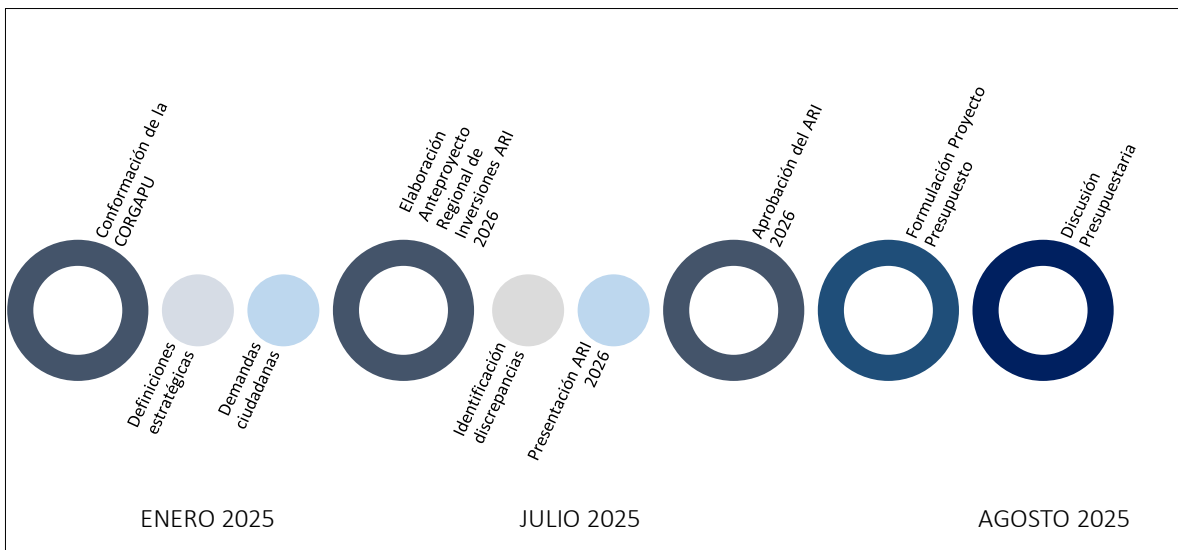 Conformación de la
CORGAPU
Definiciones
estratégicas
Demandas
ciudadanas
Elaboración
Anteproyecto
Regional de
Inversiones ARI
2026
Identificación
discrepancias
Presentación ARI
2026
Aprobación del ARI
2026
Formulación Proyecto
Presupuesto
Discusión
Presupuestaria
ENERO 2025
JULIO 2025
AGOSTO 2025